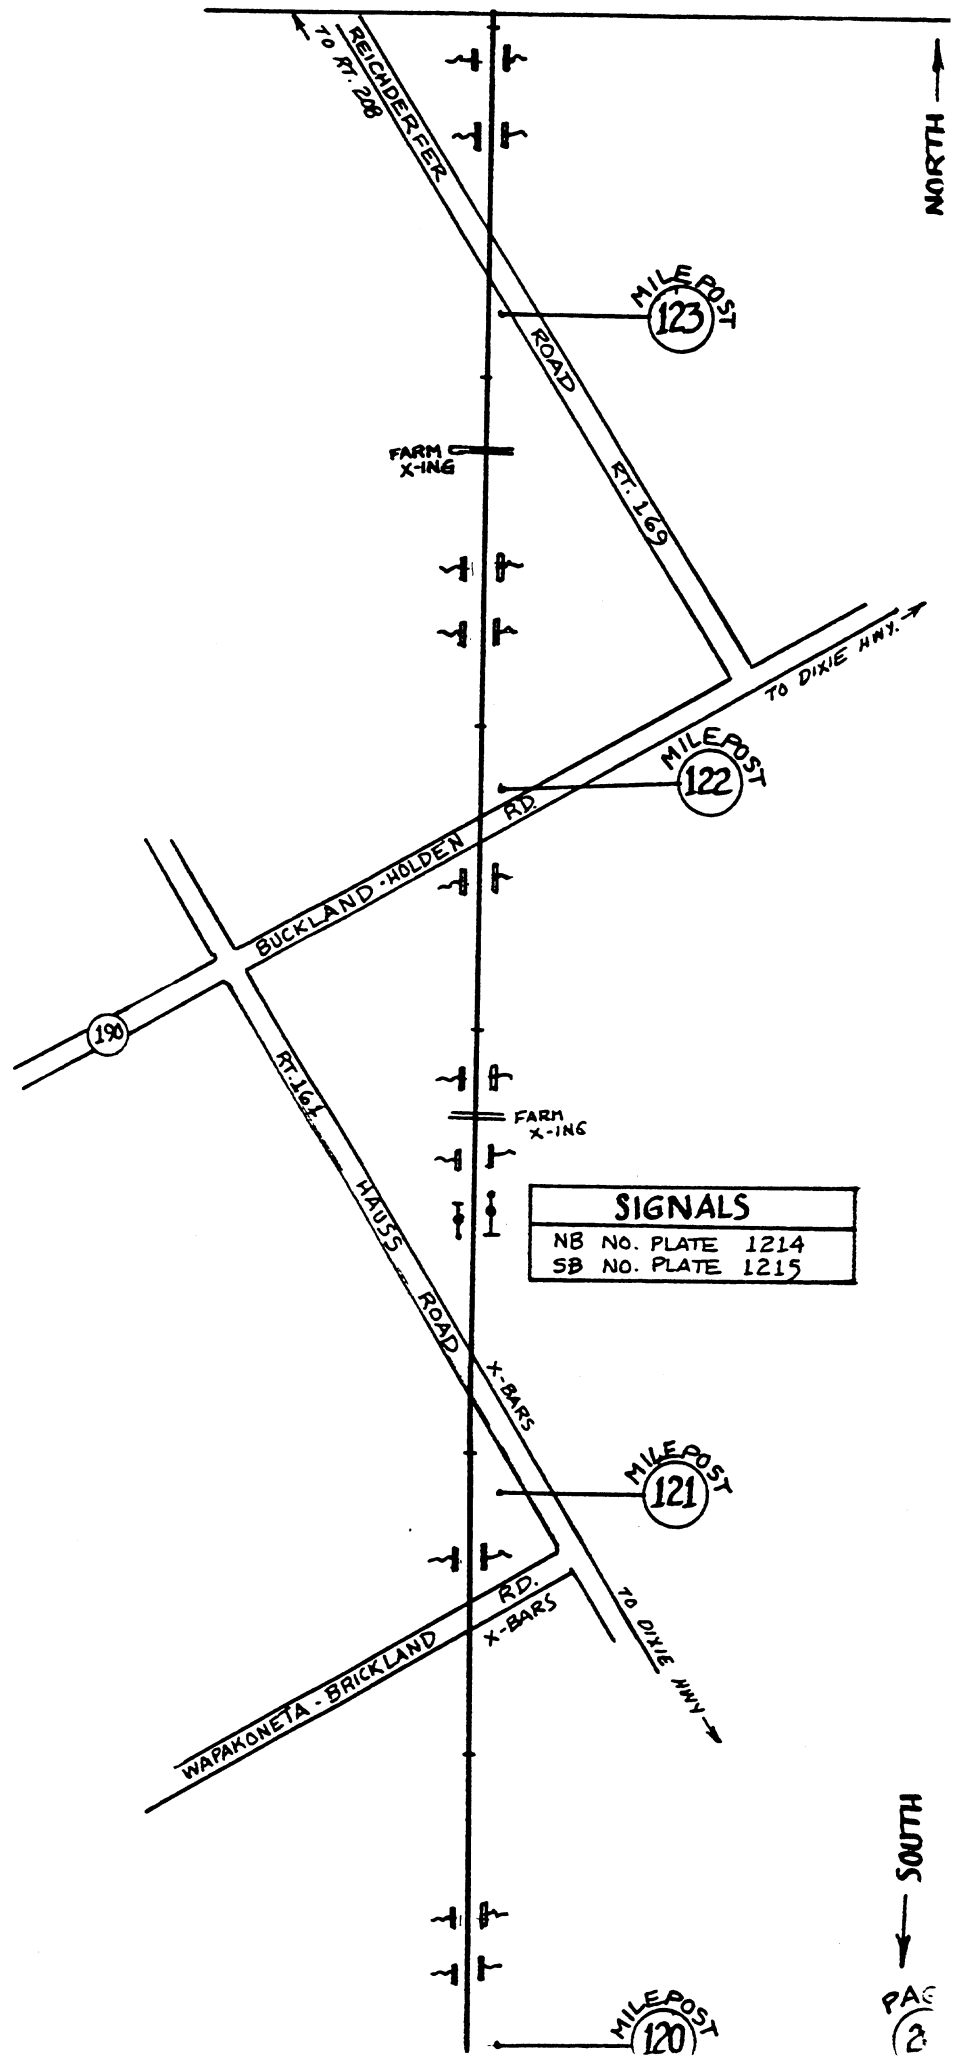 TO RT. 208
REICHDERFER
NORTH
MILEPOST
123
ROAD
FARM
X-ING
RT. 169
TO DIXIE HWY.
MILEPOST
122
RD.
BUCKLAND-HOLDEN
190
RT. 161
FARM
X-ING
HAUSS
SIGNALS
NB NO. PLATE 1214
SB NO. PLATE 1215
ROAD
X-BARS
MILEPOST
121
RD.
X-BARS
TO DIXIE HWY
WAPAKONETA-BRICKLAND
SOUTH
MILEPOST
120